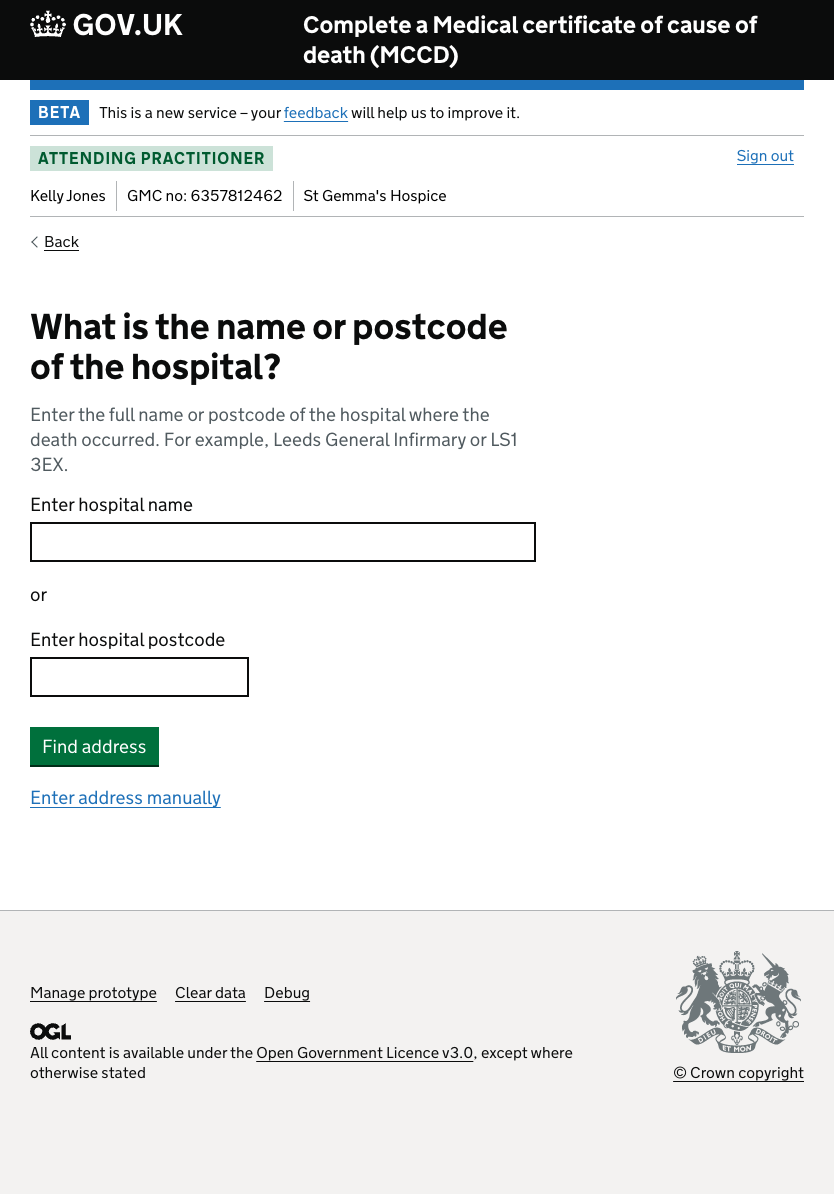 GOV.UK
Complete a Medical certificate of cause of
death (MCCD)
BETA This is a new service – your feedback will help us to improve it.
ATTENDING PRACTITIONER
Sign out
Kelly Jones GMC no: 6357812462 St Gemma's Hospice
Back
What is the name or postcode
of the hospital?
Enter the full name or postcode of the hospital where the
death occurred. For example, Leeds General Infirmary or LS1
3EX.
Enter hospital name
or
Enter hospital postcode
Find address
Enter address manually
Manage prototype Clear data Debug
OGL
All content is available under the Open Government Licence v3.0, except where
otherwise stated
DIEU ET MON DROIT
© Crown copyright